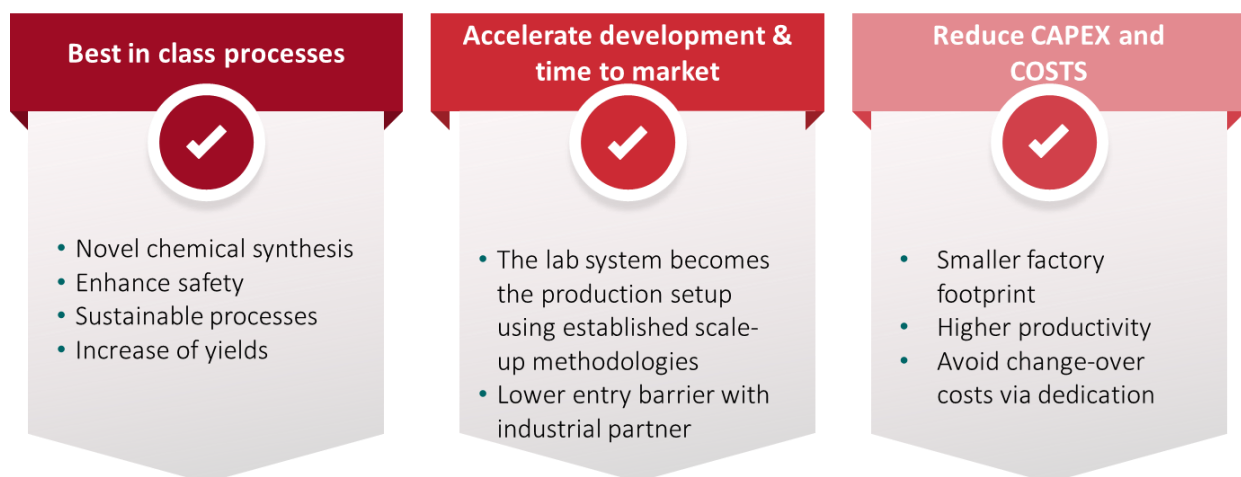 Best in class processes
• Novel chemical synthesis
• Enhance safety
• Sustainable processes
• Increase of yields
Accelerate development &
time to market
• The lab system becomes
the production setup
using established scale-
up methodologies
• Lower entry barrier with
industrial partner
Reduce CAPEX and
COSTS
• Smaller factory
footprint
• Higher productivity
• Avoid change-over
costs via dedication